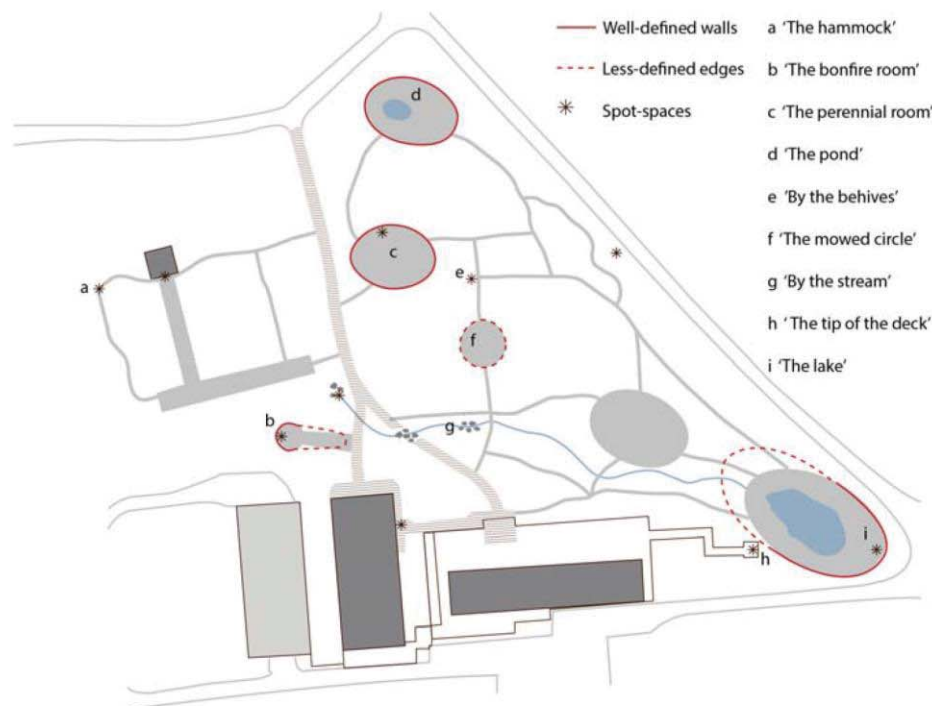 Well-defined walls
Less-defined edges
Spot-spaces
a 'The hammock'
b 'The bonfire room'
c 'The perennial room'
d 'The pond'
e 'By the behives'
f 'The mowed circle'
g 'By the stream'
h ' The tip of the deck'
i 'The lake'
d
c
a
e
f
b
g
h
i